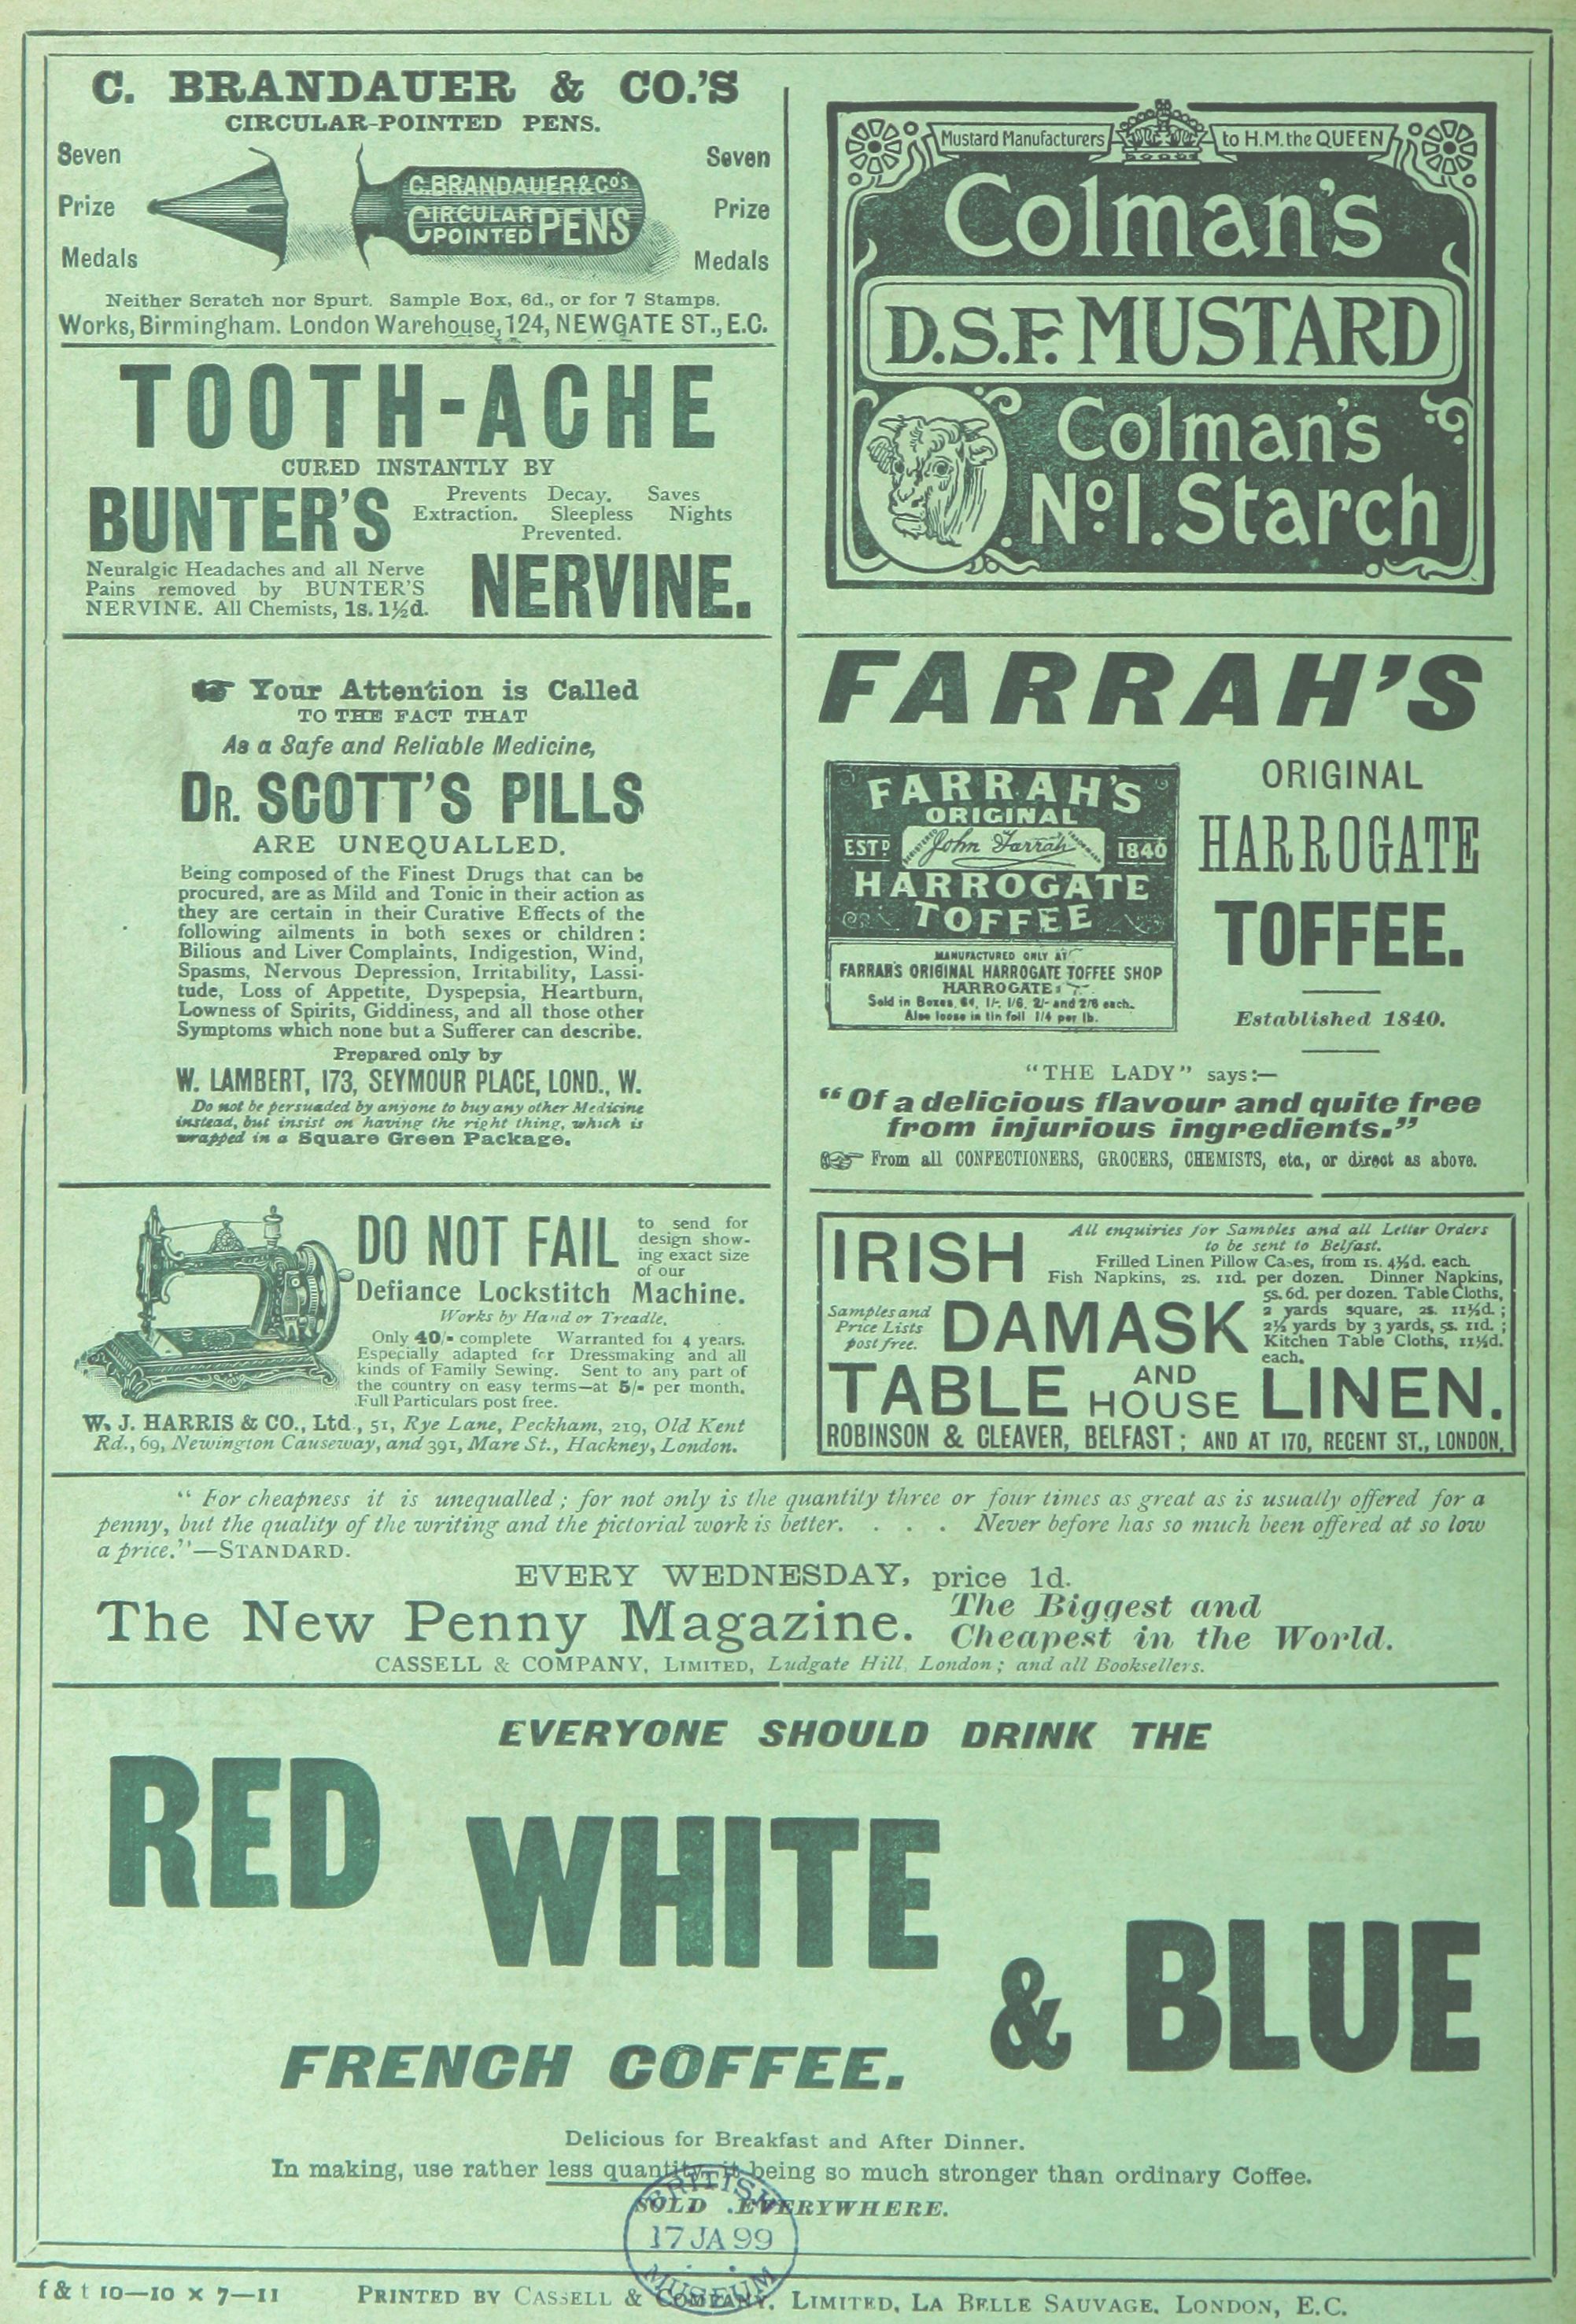 C. BRANDAUER & CO.'S
CIRCULAR-POINTED PENS.
Seven
Prize
Medals
C. BRANDAUER & Co's
CIRCULAR
POINTED PENS
Seven
Prize
Medals
Neither Scratch nor Spurt. Sample Box, 6d., or for 7 Stamps.
Works, Birmingham. London Warehouse, 124, NEWGATE ST., E.C.
TOOTH-ACHE
CURED INSTANTLY BY
BUNTER'S
Prevents Decay. Saves
Extraction. Sleepless Nights
Prevented.
Neuralgic Headaches and all Nerve
Pains removed by BUNTER'S
NERVINE. All Chemists, 1s. 1½d.
NERVINE.
Your Attention is Called
TO THE FACT THAT
As a Safe and Reliable Medicine,
DR. SCOTT'S PILLS
ARE UNEQUALLED.
Being composed of the Finest Drugs that can be
procured, are as Mild and Tonic in their action as
they are certain in their Curative Effects of the
following ailments in both sexes or children:
Bilious and Liver Complaints, Indigestion, Wind,
Spasms, Nervous Depression, Irritability, Lassi-
tude, Loss of Appetite, Dyspepsia, Heartburn,
Lowness of Spirits, Giddiness, and all those other
Symptoms which none but a Sufferer can describe.
Prepared only by
W. LAMBERT, 173, SEYMOUR PLACE, LOND., W.
Do not be persuaded by anyone to buy any other Medicine
instead, but insist on having the right thing, which is
wrapped in a Square Green Package.
DO NOT FAIL
to send for
design show-
ing exact size
of our
Defiance Lockstitch Machine.
Works by Hand or Treadle.
Only 40/- complete Warranted for 4 years.
Especially adapted for Dressmaking and all
kinds of Family Sewing. Sent to any part of
the country on easy terms—at 5/- per month.
Full Particulars post free.
W. J. HARRIS & CO., Ltd., 51, Rye Lane, Peckham, 219, Old Kent
Rd., 69, Newington Causeway, and 391, Mare St., Hackney, London.
Mustard Manufacturers to H.M. the QUEEN
Colman's
D.S.F. MUSTARD
Colman's
No. 1. Starch
FARRAH'S
FARRAH'S
ORIGINAL
ESTD John Farrah 1840
HARROGATE
TOFFEE
MANUFACTURED ONLY AT
FARRAH'S ORIGINAL HARROGATE TOFFEE SHOP
HARROGATE
Sold in Boxes, 6d, 1/-, 1/6, 2/- and 2/6 each.
Also loose in tin foil 1/4 per lb.
ORIGINAL
HARROGATE
TOFFEE.
Established 1840.
"THE LADY" says:—
"Of a delicious flavour and quite free
from injurious ingredients."
From all CONFECTIONERS, GROCERS, CHEMISTS, etc., or direct as above.
IRISH
All enquiries for Samples and all Letter Orders
to be sent to Belfast.
Frilled Linen Pillow Cases, from 1s. 4½d. each.
Fish Napkins, 2s. 11d. per dozen. Dinner Napkins,
5s. 6d. per dozen. Table Cloths,
2 yards square, 2s. 11½d.;
2½ yards by 3 yards, 5s. 11d.;
Kitchen Table Cloths, 11½d.
each.
Samples and
Price Lists
post free.
DAMASK
TABLE AND HOUSE LINEN.
ROBINSON & CLEAVER, BELFAST; AND AT 170, REGENT ST., LONDON.
"For cheapness it is unequalled; for not only is the quantity three or four times as great as is usually offered for a
penny, but the quality of the writing and the pictorial work is better. . . . . Never before has so much been offered at so low
a price."—STANDARD.
EVERY WEDNESDAY, price 1d.
The New Penny Magazine.
The Biggest and
Cheapest in the World.
CASSELL & COMPANY, LIMITED, Ludgate Hill, London; and all Booksellers.
EVERYONE SHOULD DRINK THE
RED
WHITE
& BLUE
FRENCH COFFEE.
Delicious for Breakfast and After Dinner.
In making, use rather less quantity, it being so much stronger than ordinary Coffee.
SOLD EVERYWHERE.
BRITISH
17 JA 99
MUSEUM
f & t 10—10 x 7—11
PRINTED BY CASSELL & COMPANY, LIMITED, LA BELLE SAUVAGE, LONDON, E.C.